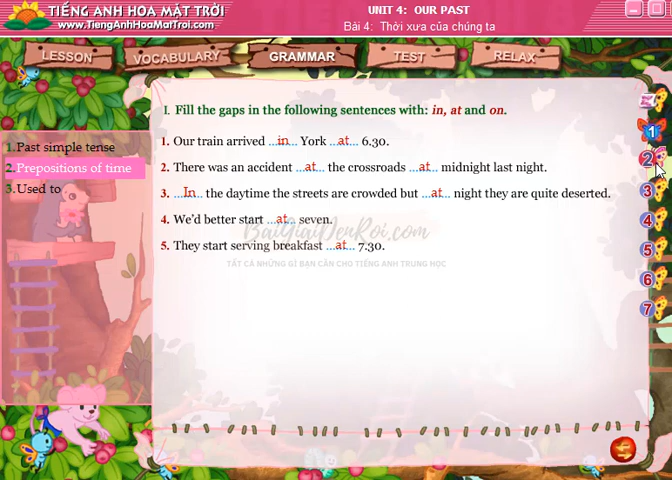 TIẾNG ANH HOA MẶT TRỜI
www.TiengAnhHoaMatTroi.com
UNIT 4: OUR PAST
Bài 4: Thời xưa của chúng ta
LESSON
VOCABULARY
GRAMMAR
TEST
RELAX
1.Past simple tense
2.Prepositions of time
3.Used to
I. Fill the gaps in the following sentences with: in, at and on.
1. Our train arrived ...in... York ...at... 6.30.
2. There was an accident ...at... the crossroads ...at... midnight last night.
3. ...In... the daytime the streets are crowded but ...at... night they are quite deserted.
4. We'd better start ...at... seven.
5. They start serving breakfast ...at... 7.30.
BaiGiaiDenRoi.com
TẤT CẢ NHỮNG GÌ BẠN CẦN CHO TIẾNG ANH TRUNG HỌC
1
2
3
4
5
6
7